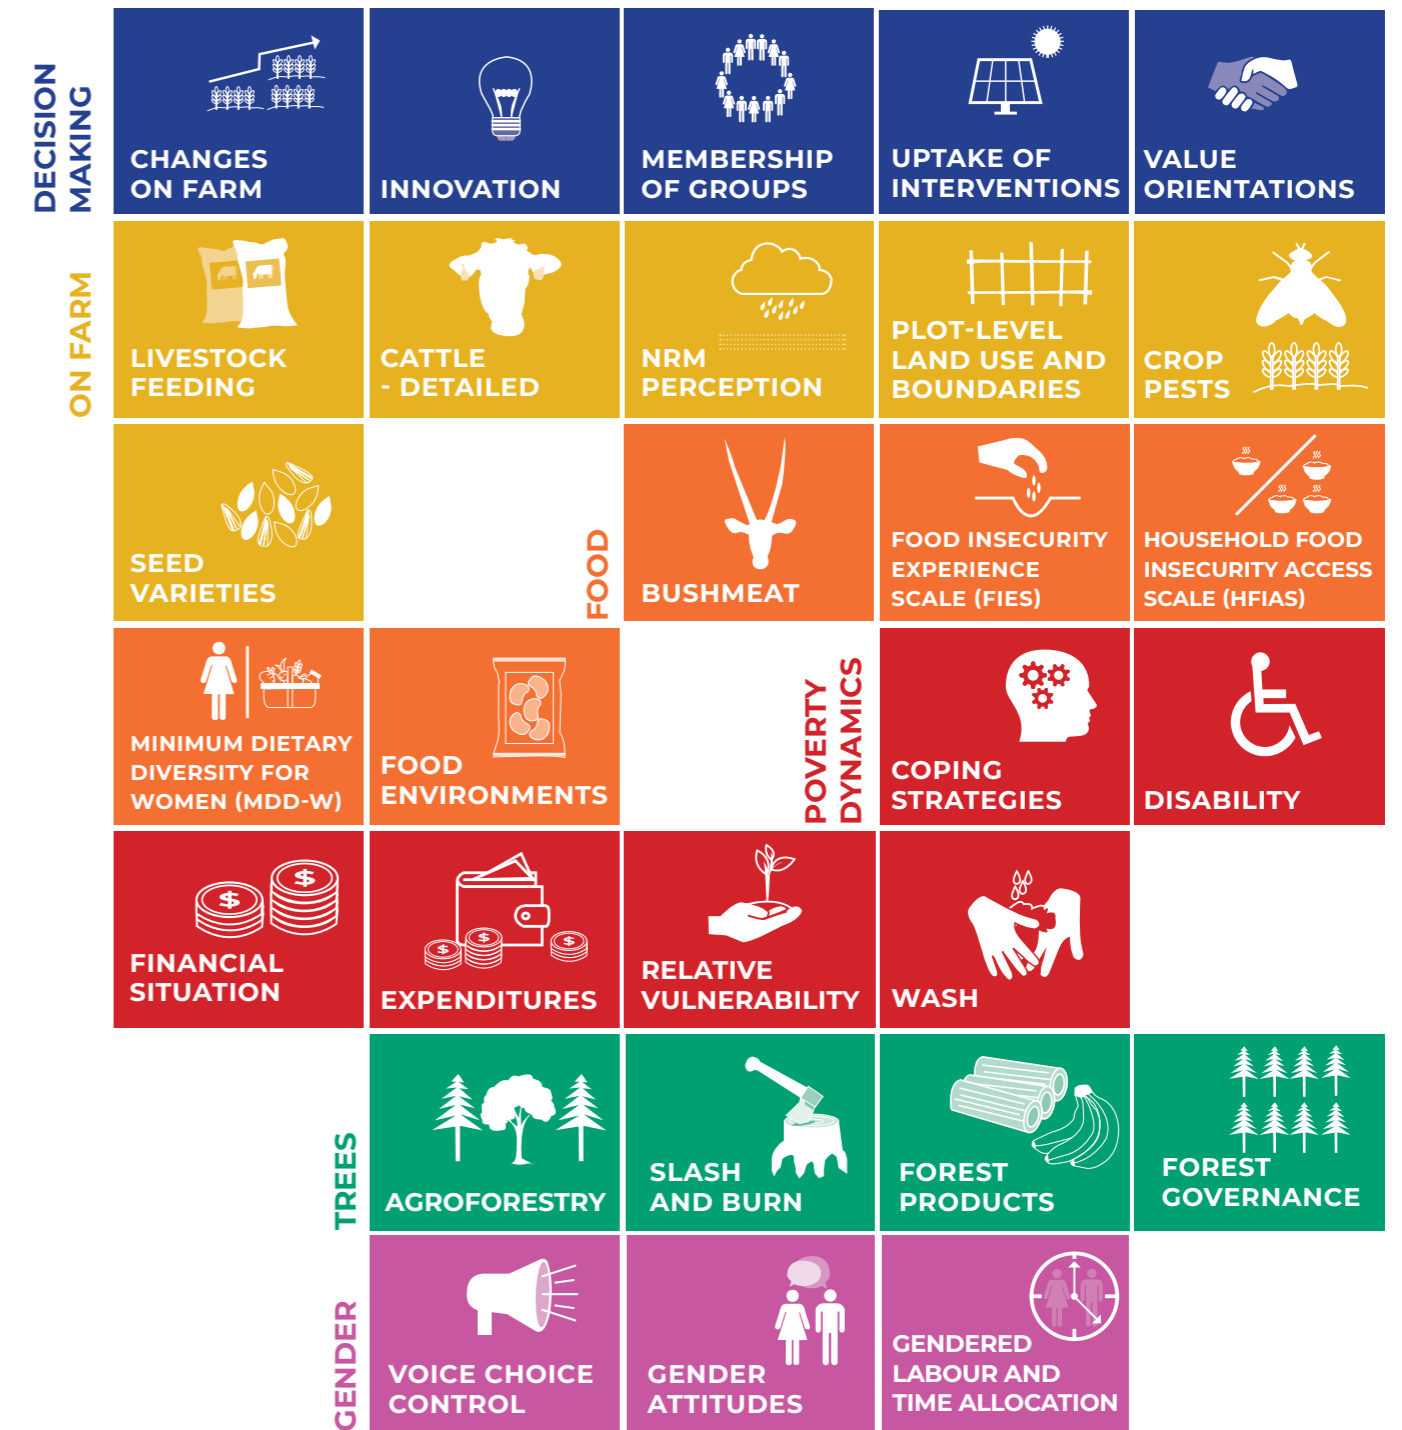 DECISION
MAKING
CHANGES
ON FARM
INNOVATION
MEMBERSHIP
OF GROUPS
UPTAKE OF
INTERVENTIONS
VALUE
ORIENTATIONS
ON FARM
LIVESTOCK
FEEDING
CATTLE
- DETAILED
NRM
PERCEPTION
PLOT-LEVEL
LAND USE AND
BOUNDARIES
CROP
PESTS
SEED
VARIETIES
FOOD
BUSHMEAT
FOOD INSECURITY
EXPERIENCE
SCALE (FIES)
HOUSEHOLD FOOD
INSECURITY ACCESS
SCALE (HFIAS)
MINIMUM DIETARY
DIVERSITY FOR
WOMEN (MDD-W)
FOOD
ENVIRONMENTS
POVERTY
DYNAMICS
COPING
STRATEGIES
DISABILITY
$
$
FINANCIAL
SITUATION
$
$
$
EXPENDITURES
RELATIVE
VULNERABILITY
WASH
TREES
AGROFORESTRY
SLASH
AND BURN
FOREST
PRODUCTS
FOREST
GOVERNANCE
GENDER
VOICE CHOICE
CONTROL
GENDER
ATTITUDES
GENDERED
LABOUR AND
TIME ALLOCATION